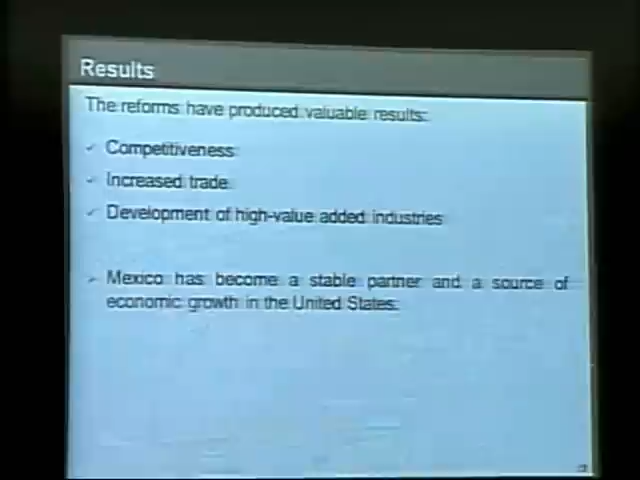 Results
The reforms have produced valuable results:
Competitiveness
Increased trade
Development of high-value added industries
Mexico has become a stable partner and a source of
economic growth in the United States.